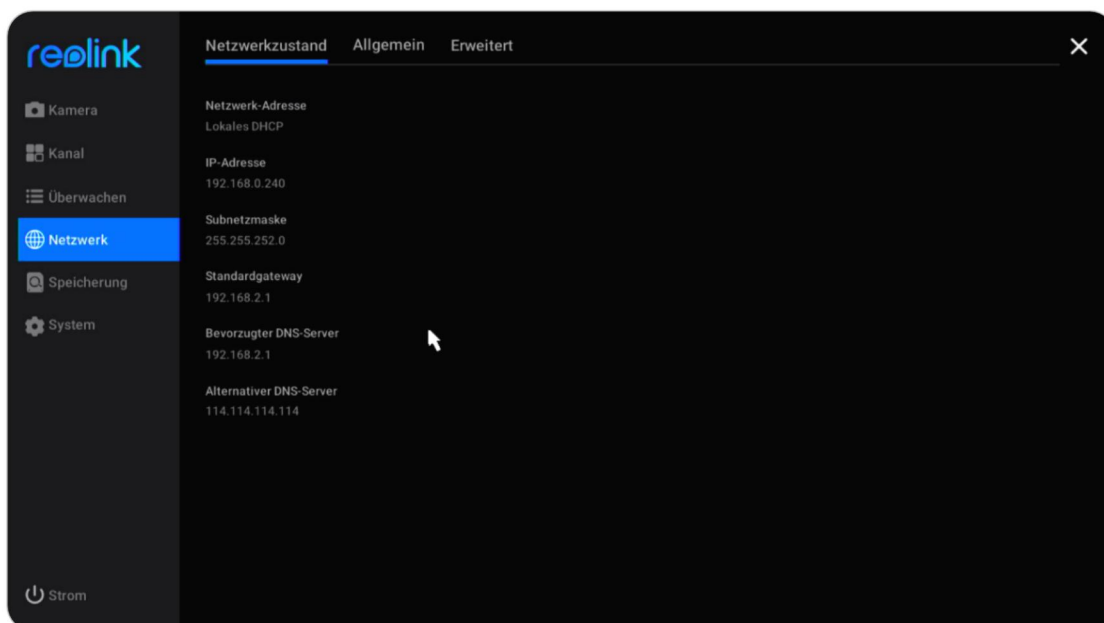 reolink
Netzwerkzustand Allgemein Erweitert
Kamera
Kanal
Überwachen
Netzwerk
Speicherung
System
Strom
Netzwerk-Adresse
Lokales DHCP
IP-Adresse
192.168.0.240
Subnetzmaske
255.255.252.0
Standardgateway
192.168.2.1
Bevorzugter DNS-Server
192.168.2.1
Alternativer DNS-Server
114.114.114.114